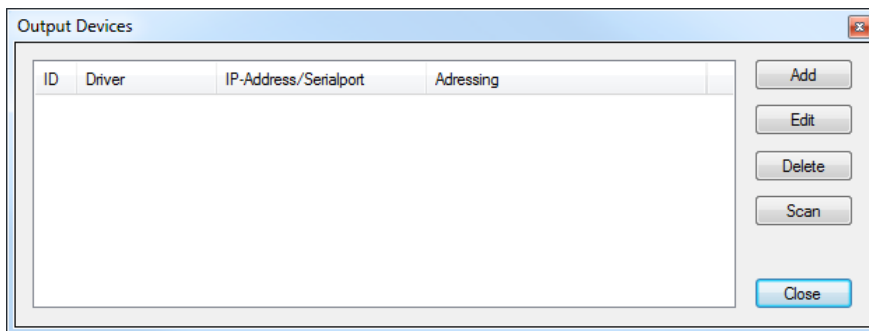 Output Devices
ID Driver IP-Address/Serialport Adressing
Add
Edit
Delete
Scan
Close